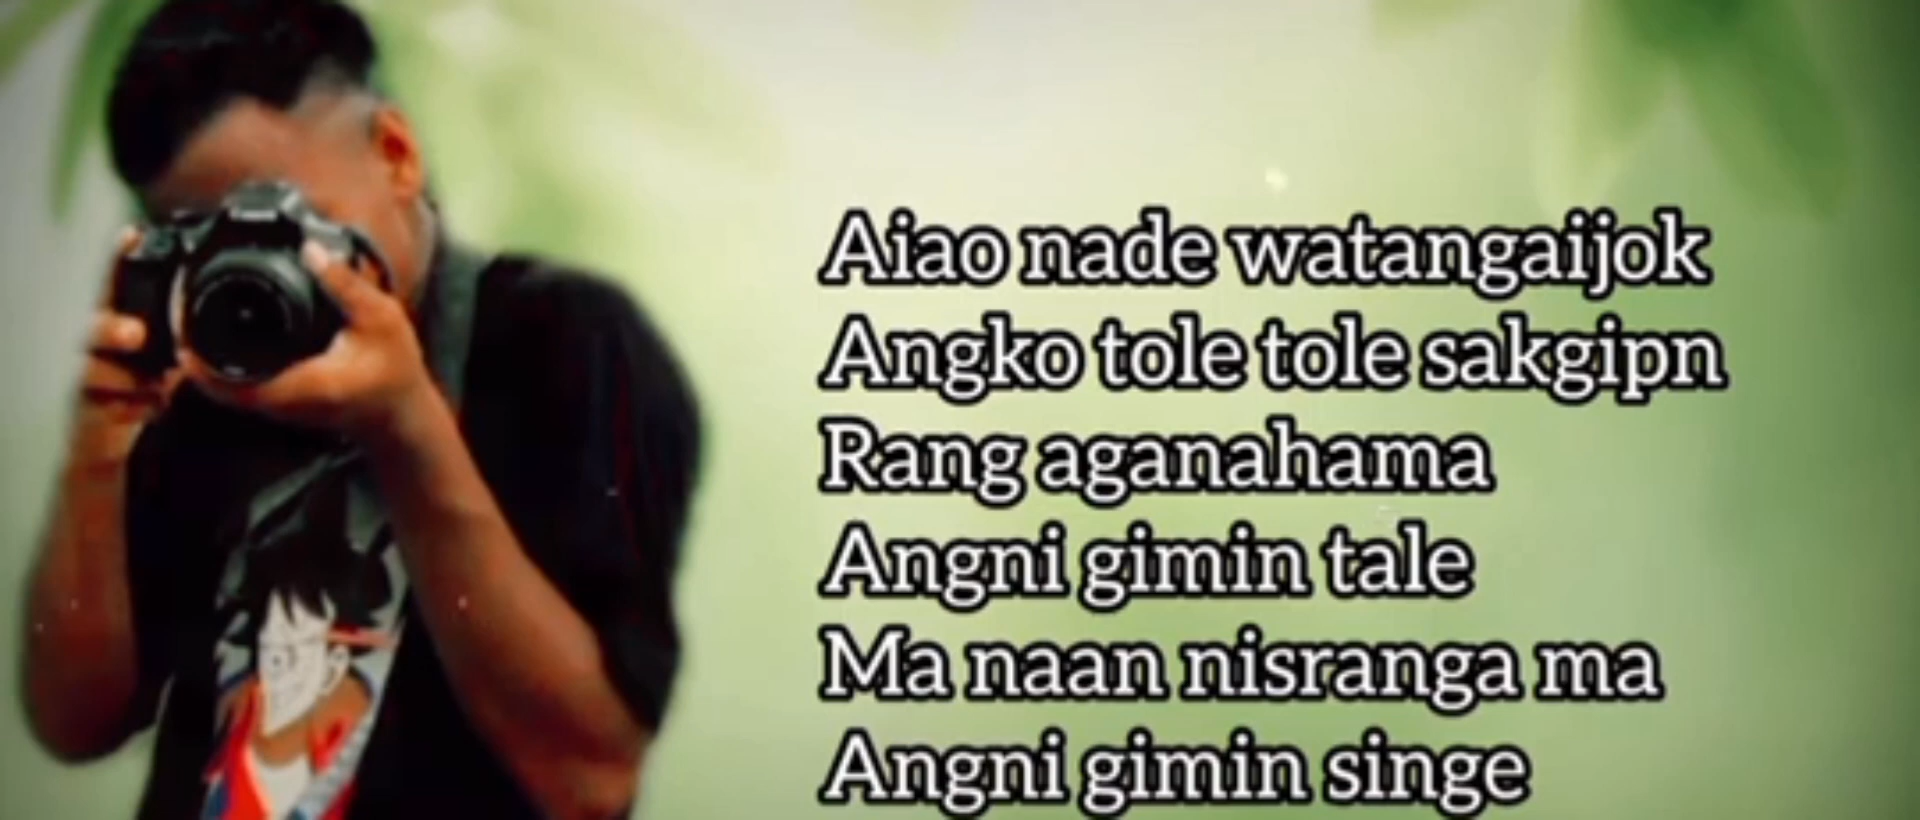 Aiao nade watangaijok
Angko tole tole sakgipn
Rang aganahama
Angni gimin tale
Ma naan nisranga ma
Angni gimin singe